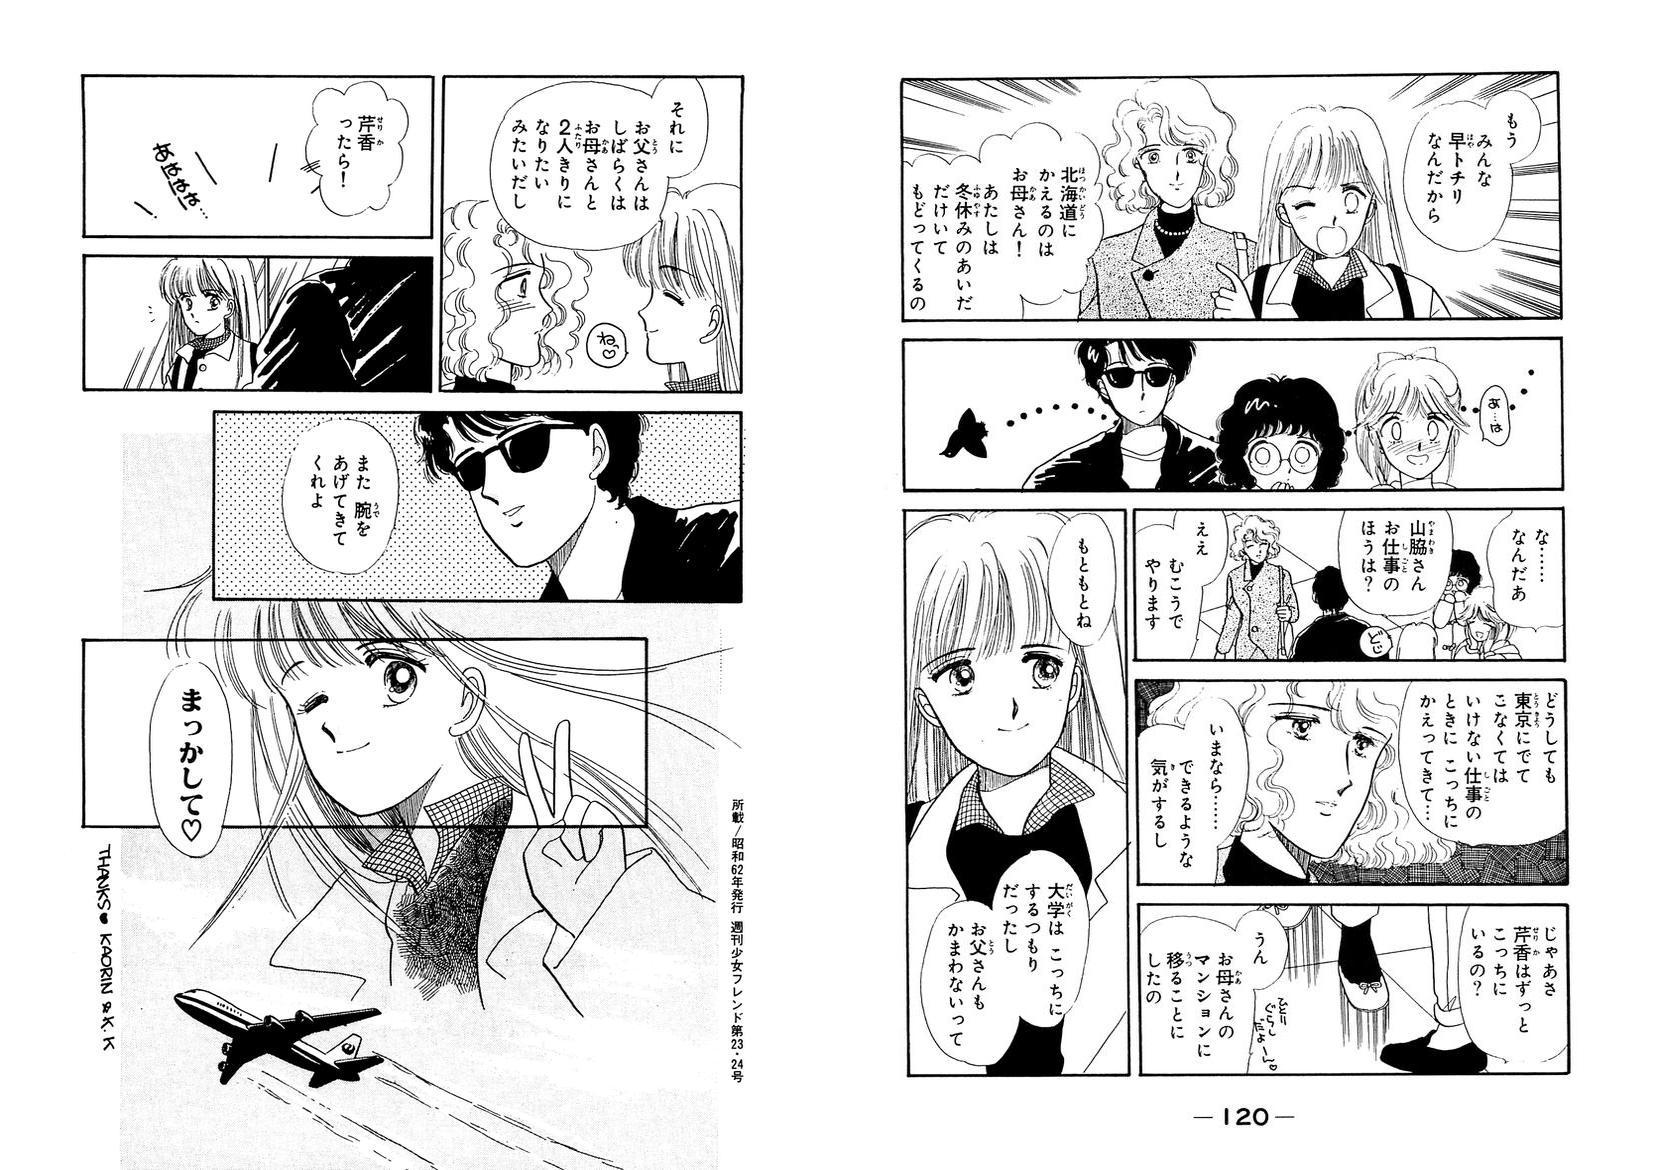 もう
みんな
早トチリ
なんだから
北海道に
かえるのは
お母さん！
あたしは
冬休みのあいだ
だけいて
もどってくるの
あ…は
な……
なんだあ
山脇さん
お仕事の
ほうは？
どじ
ええ
むこうで
やります
どうしても
東京にでて
こなくては
いけない仕事の
ときに こっちに
かえってきて…
いまなら……
できるような
気がするし
じゃあさ
芹香はずっと
こっちに
いるの？
うん
お母さんの
マンションに
移ることに
したの
ひとり
ぐらし
だよーん♡
もともとね
大学は こっちに
するつもり
だったし
お父さんも
かまわないって
—120—
それに
お父さんは
しばらくは
お母さんと
2人きりに
なりたい
みたいだし
ねっ♡
芹香
ったら！
あははは…
また 腕を
あげてきて
くれよ
まっかして♡
所載／昭和62年発行 週刊少女フレンド第23・24号
THANKS♥ KAORIN & K.K